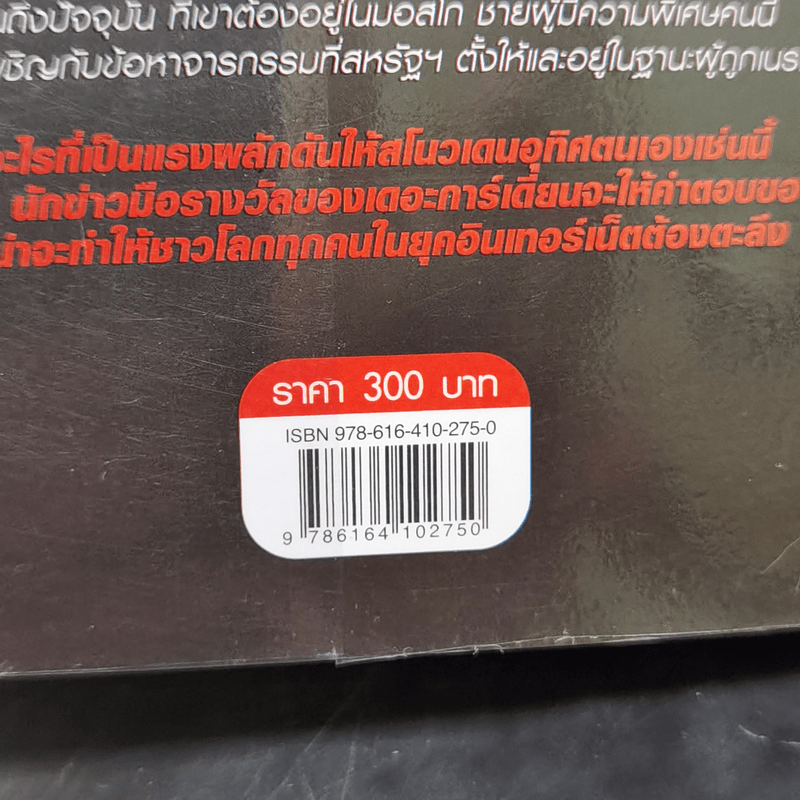 นถึงปัจจุบัน ที่เขาต้องอยู่ในมอสโก ชายผู้มีความพิเศษคนนี้
ชิญกับข้อหาจารกรรมที่สหรัฐฯ ตั้งให้และอยู่ในฐานะผู้ถูกเนร
อะไรที่เป็นแรงผลักดันให้สโนวเดนอุทิศตนเองเช่นนี้
นักข่าวมือรางวัลของเดอะการ์เดี้ยนจะให้คำตอบขอ
น่าจะทำให้ชาวโลกทุกคนในยุคอินเทอร์เน็ตต้องตะลึง
ราคา 300 บาท
ISBN 978-616-410-275-0
9 786164 102750